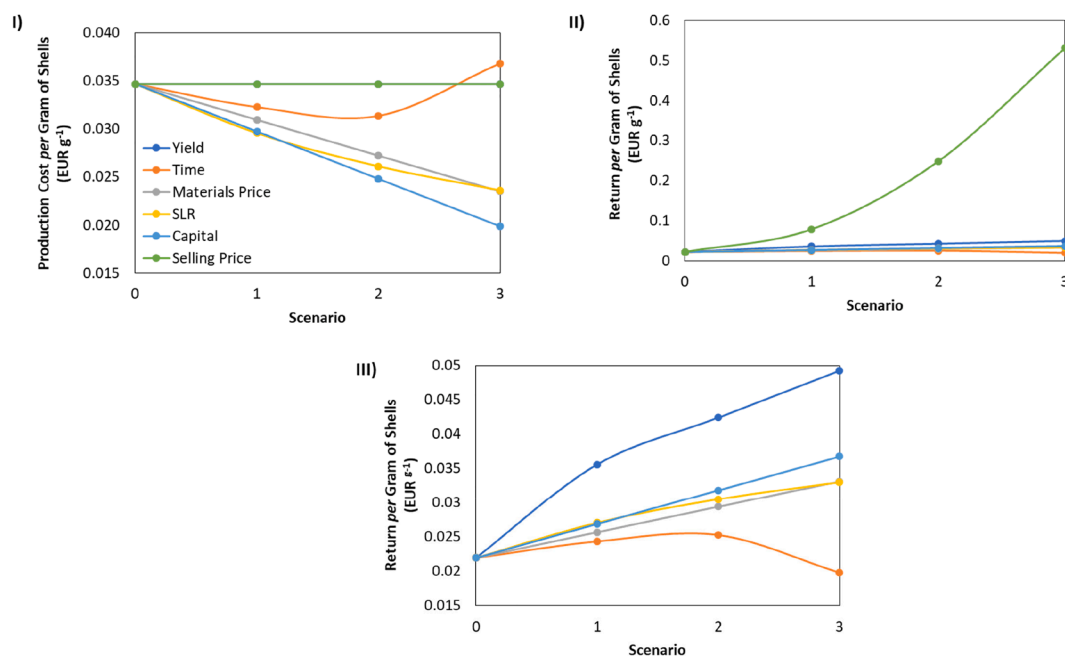 I)
Production Cost per Gram of Shells
(EUR g-1)
0.040
0.035
0.030
0.025
0.020
0.015
Yield
Time
Materials Price
SLR
Capital
Selling Price
0 1 2 3
Scenario
II)
Return per Gram of Shells
(EUR g-1)
0.6
0.5
0.4
0.3
0.2
0.1
0
0 1 2 3
Scenario
III)
Return per Gram of Shells
(EUR g-1)
0.05
0.045
0.04
0.035
0.03
0.025
0.02
0.015
0 1 2 3
Scenario